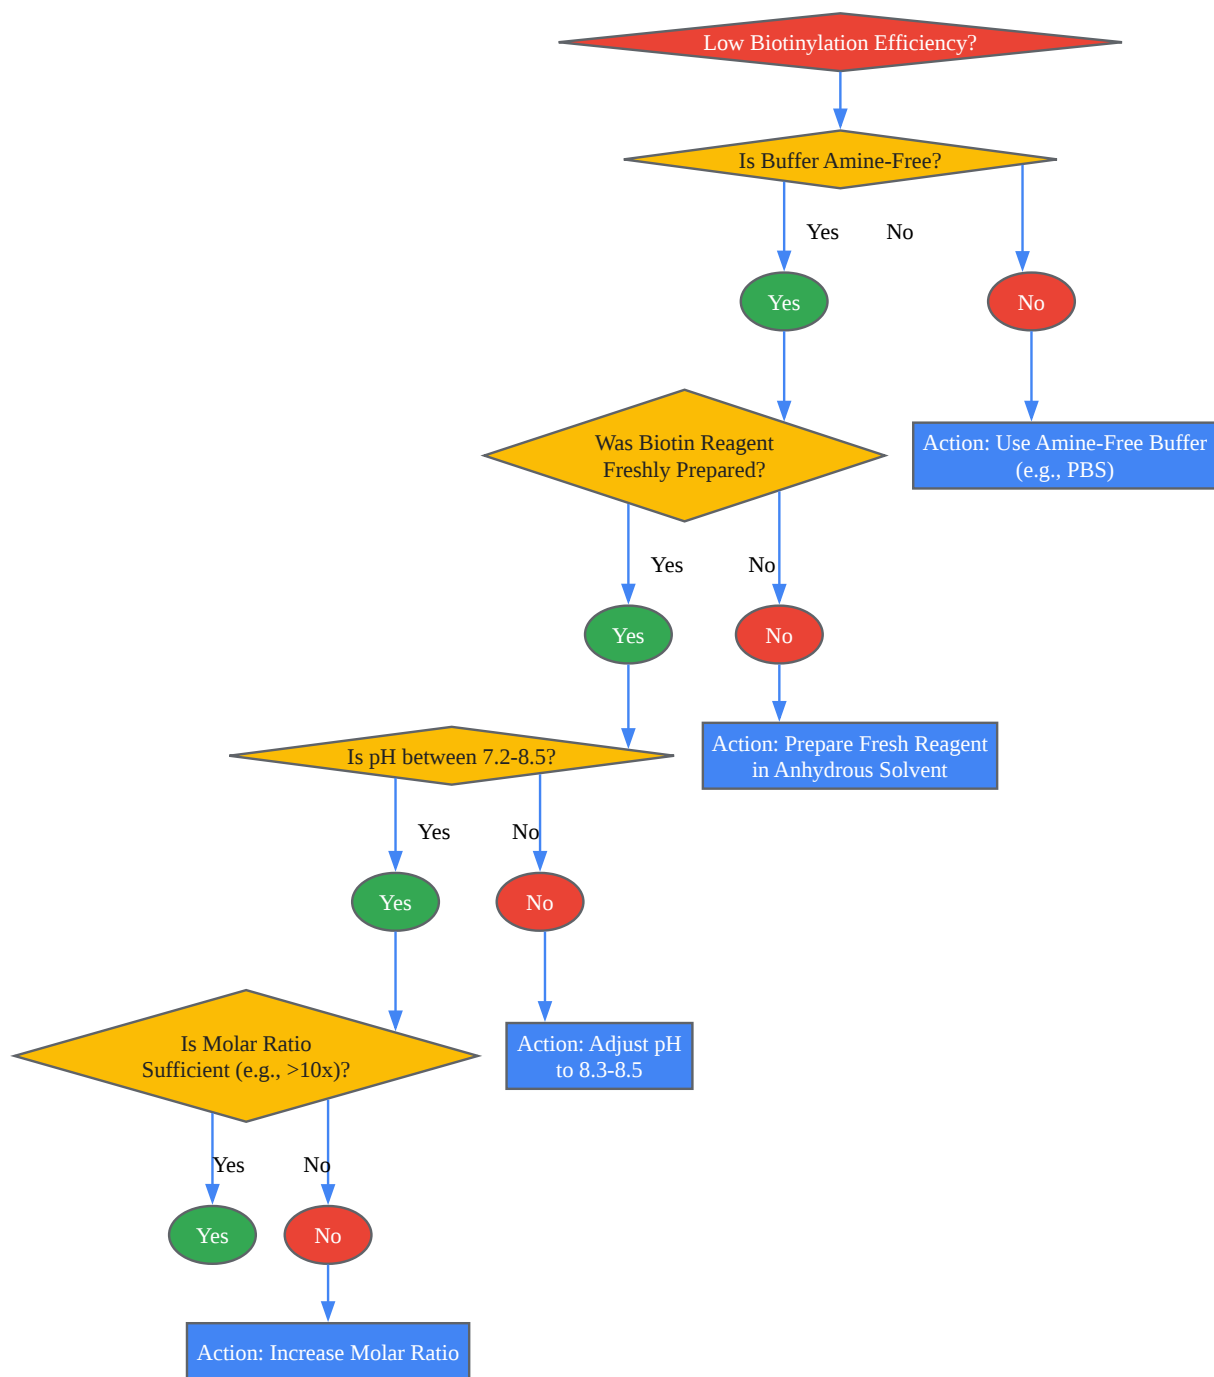 Low Biotinylation Efficiency?
Is Buffer Amine-Free?
Yes
No
Yes
No
Was Biotin Reagent
Freshly Prepared?
Action: Use Amine-Free Buffer
(e.g., PBS)
Yes
No
Yes
No
Is pH between 7.2-8.5?
Action: Prepare Fresh Reagent
in Anhydrous Solvent
Yes
No
Yes
No
Is Molar Ratio
Sufficient (e.g., >10x)?
Action: Adjust pH
to 8.3-8.5
Yes
No
Yes
No
Action: Increase Molar Ratio